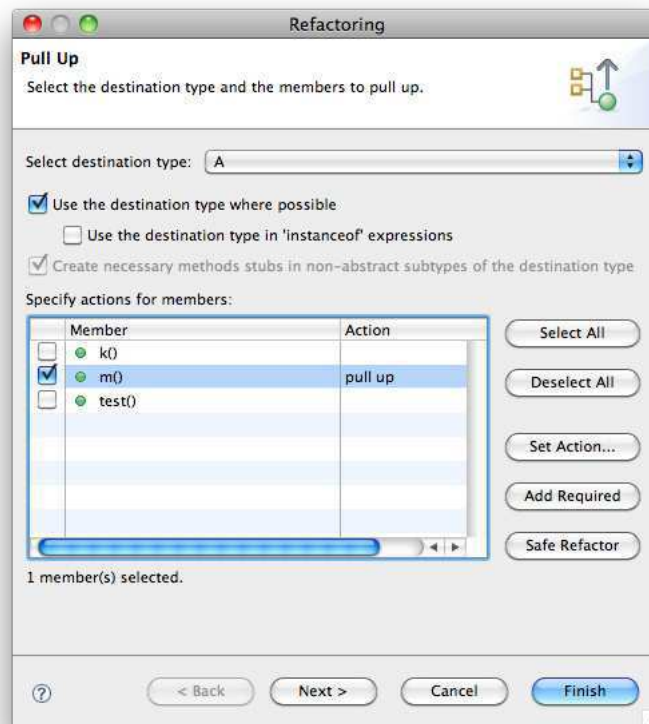 Refactoring
Pull Up
Select the destination type and the members to pull up.
Select destination type: A
Use the destination type where possible
Use the destination type in 'instanceof' expressions
Create necessary methods stubs in non-abstract subtypes of the destination type
Specify actions for members:
Member Action
k()
m() pull up
test()
Select All
Deselect All
Set Action...
Add Required
Safe Refactor
1 member(s) selected.
? < Back Next > Cancel Finish